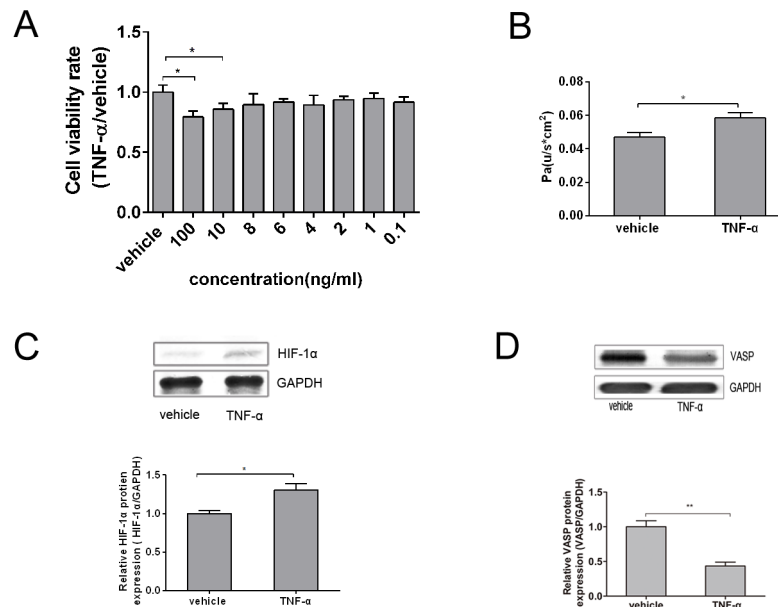 A
Cell viability rate
(TNF-α/vehicle)
1.5
1.0
0.5
0.0
*
*
vehicle 100 10 8 6 4 2 1 0.1
concentration(ng/ml)
B
Pa(u/s*cm²)
0.08
0.06
0.04
0.02
0.00
*
vehicle TNF-α
C
HIF-1α
GAPDH
vehicle TNF-α
Relative HIF-1α protien
expression ( HIF-1α/GAPDH)
1.5
1.0
0.5
0.0
*
vehicle TNF-α
D
VASP
GAPDH
vehicle TNF-α
Relative VASP protein
expression (VASP/GAPDH)
1.5
1.0
0.5
0.0
**
vehicle TNF-α